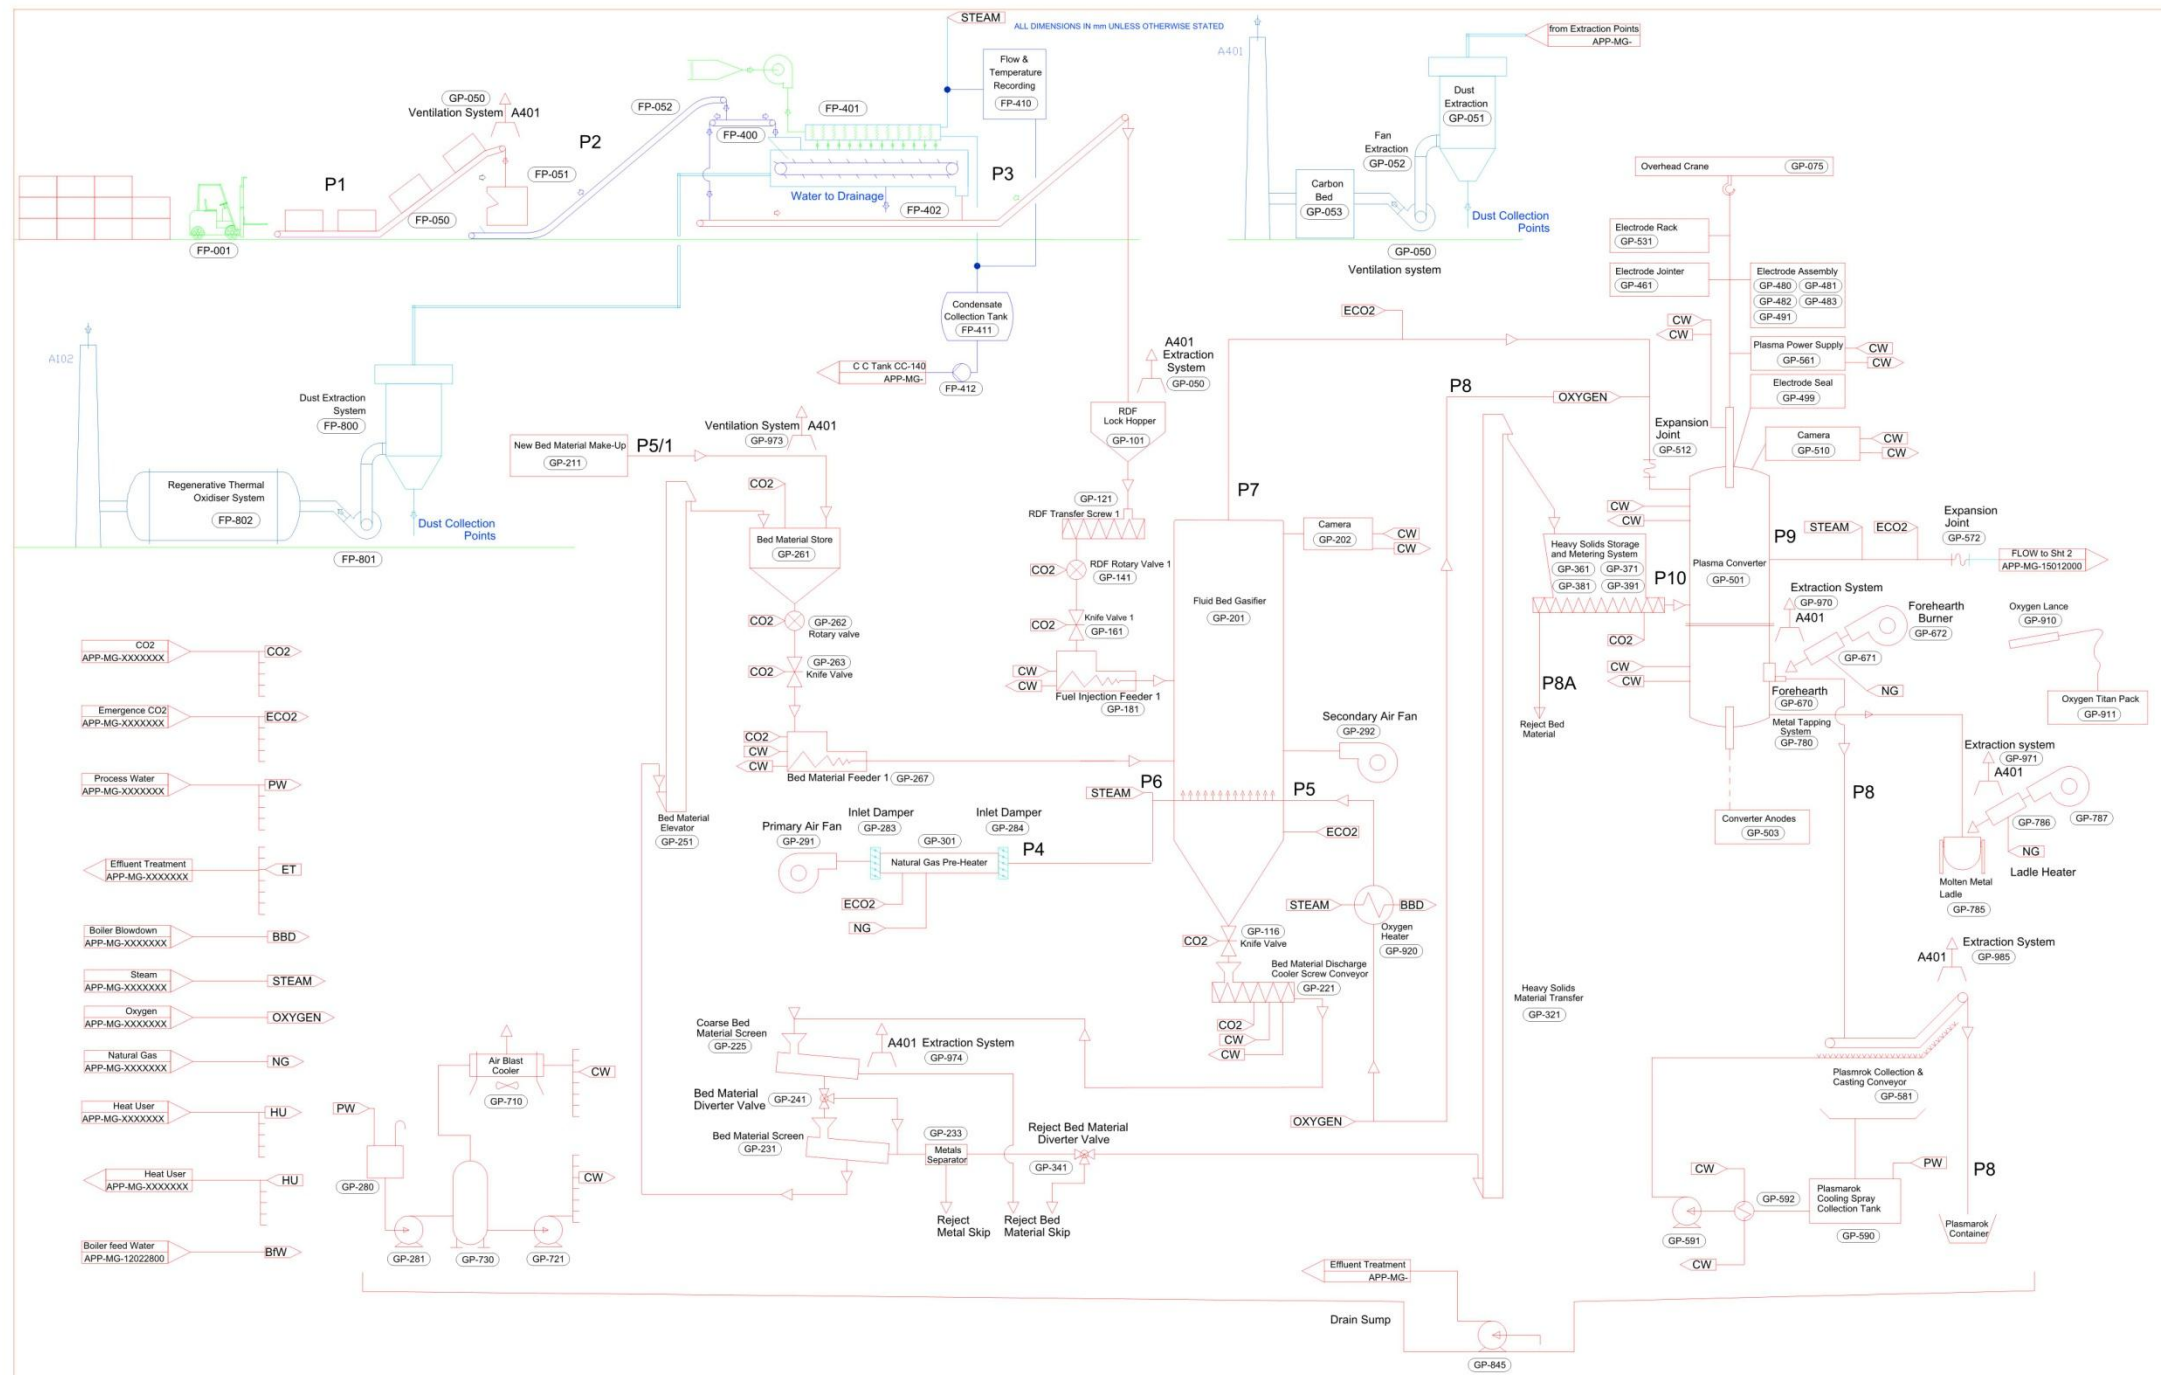 STEAM
ALL DIMENSIONS IN mm UNLESS OTHERWISE STATED
from Extraction Points
APP-MG-
A401
Flow &
Temperature
Recording
FP-410
GP-050
Ventilation System
A401
FP-052
FP-401
FP-400
P2
P1
FP-051
FP-050
FP-001
Water to Drainage
FP-402
P3
Dust
Extraction
GP-051
Fan
Extraction
GP-052
Carbon
Bed
GP-053
Dust Collection
Points
GP-050
Ventilation system
Overhead Crane
GP-075
Electrode Rack
GP-531
Electrode Jointer
GP-461
Electrode Assembly
GP-480
GP-481
GP-482
GP-483
GP-491
CW
CW
Plasma Power Supply
GP-561
CW
CW
Electrode Seal
GP-499
Camera
GP-510
CW
CW
Condensate
Collection Tank
FP-411
C C Tank CC-140
APP-MG-
FP-412
A401
Extraction
System
GP-050
RDF
Lock Hopper
GP-101
ECO2
P8
OXYGEN
Expansion
Joint
GP-512
A102
Dust Extraction
System
FP-800
Regenerative Thermal
Oxidiser System
FP-802
FP-801
Dust Collection
Points
New Bed Material Make-Up
GP-211
P5/1
Ventilation System
GP-973
A401
CO2
Bed Material Store
GP-261
CO2
GP-262
Rotary valve
CO2
GP-263
Knife Valve
CO2
CW
CW
Bed Material Feeder 1
GP-267
GP-121
RDF Transfer Screw 1
CO2
RDF Rotary Valve 1
GP-141
CO2
Knife Valve 1
GP-161
CW
CW
Fuel Injection Feeder 1
GP-181
P7
Camera
GP-202
CW
CW
Fluid Bed Gasifier
GP-201
Heavy Solids Storage
and Metering System
GP-361
GP-371
GP-381
GP-391
P10
CW
CW
Plasma Converter
GP-501
P9
STEAM
ECO2
Expansion
Joint
GP-572
FLOW to Sht 2
APP-MG-15012000
Extraction System
GP-970
A401
Forehearth
Burner
GP-672
GP-671
NG
Oxygen Lance
GP-910
Oxygen Titan Pack
GP-911
CO2
CW
CW
P8A
Reject Bed
Material
Forehearth
GP-670
Metal Tapping
System
GP-780
Converter Anodes
GP-503
P8
Extraction system
GP-971
A401
GP-786
GP-787
NG
Ladle Heater
Molten Metal
Ladle
GP-785
Secondary Air Fan
GP-292
P6
STEAM
P5
ECO2
Bed Material
Elevator
GP-251
Primary Air Fan
GP-291
Inlet Damper
GP-283
GP-301
Natural Gas Pre-Heater
Inlet Damper
GP-284
P4
ECO2
NG
STEAM
BBD
Oxygen
Heater
GP-920
CO2
GP-116
Knife Valve
Bed Material Discharge
Cooler Screw Conveyor
GP-221
CO2
CW
CW
Heavy Solids
Material Transfer
GP-321
OXYGEN
Coarse Bed
Material Screen
GP-225
A401
Extraction System
GP-974
Bed Material
Diverter Valve
GP-241
Bed Material Screen
GP-231
GP-233
Metals
Separator
Reject Bed Material
Diverter Valve
GP-341
Reject
Metal Skip
Reject Bed
Material Skip
Extraction System
GP-985
A401
Plasmrok Collection &
Casting Conveyor
GP-581
P8
CW
PW
GP-592
Plasmarok
Cooling Spray
Collection Tank
GP-590
GP-591
CW
Plasmarok
Container
CO2
APP-MG-XXXXXXX
CO2
Emergence CO2
APP-MG-XXXXXXX
ECO2
Process Water
APP-MG-XXXXXXX
PW
Effluent Treatment
APP-MG-XXXXXXX
ET
Boiler Blowdown
APP-MG-XXXXXXX
BBD
Steam
APP-MG-XXXXXXX
STEAM
Oxygen
APP-MG-XXXXXXX
OXYGEN
Natural Gas
APP-MG-XXXXXXX
NG
Heat User
APP-MG-XXXXXXX
HU
Heat User
APP-MG-XXXXXXX
HU
Boiler feed Water
APP-MG-12022800
BfW
Air Blast
Cooler
GP-710
CW
PW
GP-280
GP-281
GP-730
GP-721
CW
Effluent Treatment
APP-MG-
Drain Sump
GP-845